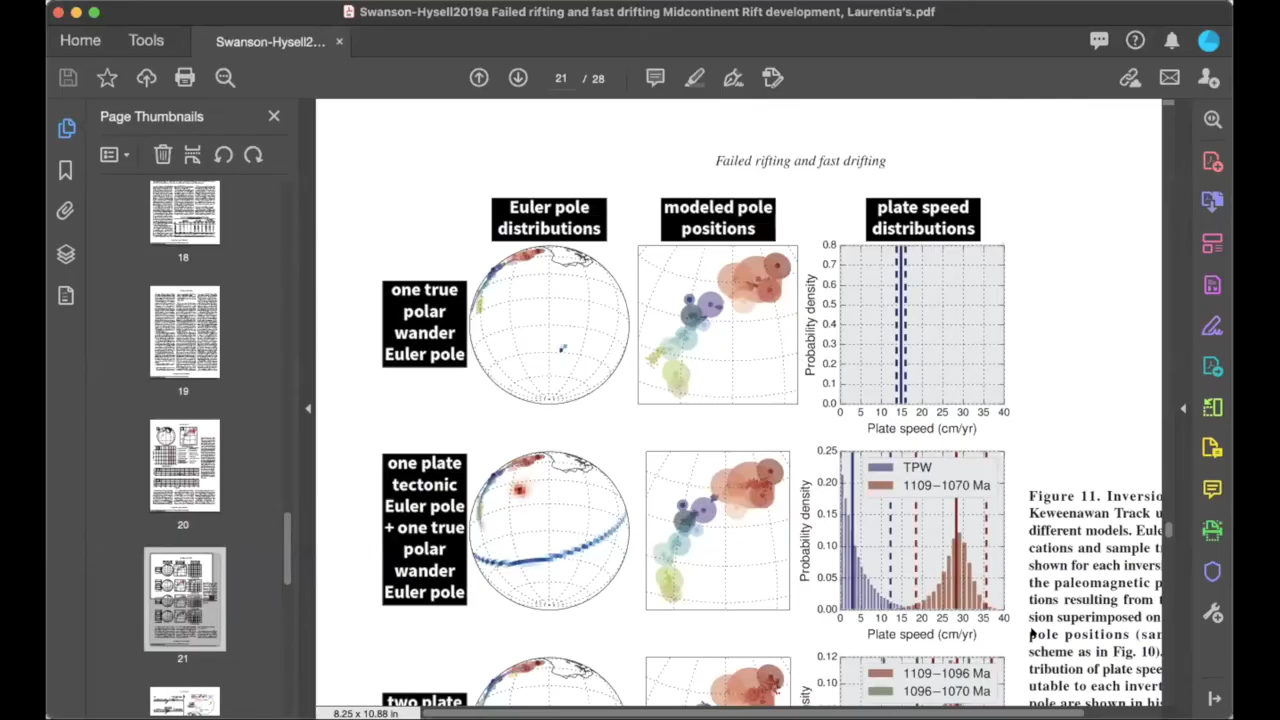 Swanson-Hysell2019a Failed rifting and fast drifting Midcontinent Rift development, Laurentia's.pdf
Home
Tools
Swanson-Hysell2...
21 / 28
Page Thumbnails
18
19
20
21
Failed rifting and fast drifting
Euler pole
distributions
modeled pole
positions
plate speed
distributions
one true
polar
wander
Euler pole
Probability density
0.8
0.7
0.6
0.5
0.4
0.3
0.2
0.1
0.0
0 5 10 15 20 25 30 35 40
Plate speed (cm/yr)
one plate
tectonic
Euler pole
+ one true
polar
wander
Euler pole
Probability density
0.25
0.20
0.15
0.10
0.05
0.00
TPW
1109−1070 Ma
0 5 10 15 20 25 30 35 40
Plate speed (cm/yr)
Figure 11. Inversio
Keweenawan Track u
different models. Eule
cations and sample t
shown for each invers
the paleomagnetic p
tions resulting from t
sion superimposed on
pole positions (sar
scheme as in Fig. 10).
tribution of plate spee
utable to each invert
pole are shown in his
two plate
density
0.12
0.10
1109−1096 Ma
096−1070 Ma
8.25 x 10.88 in